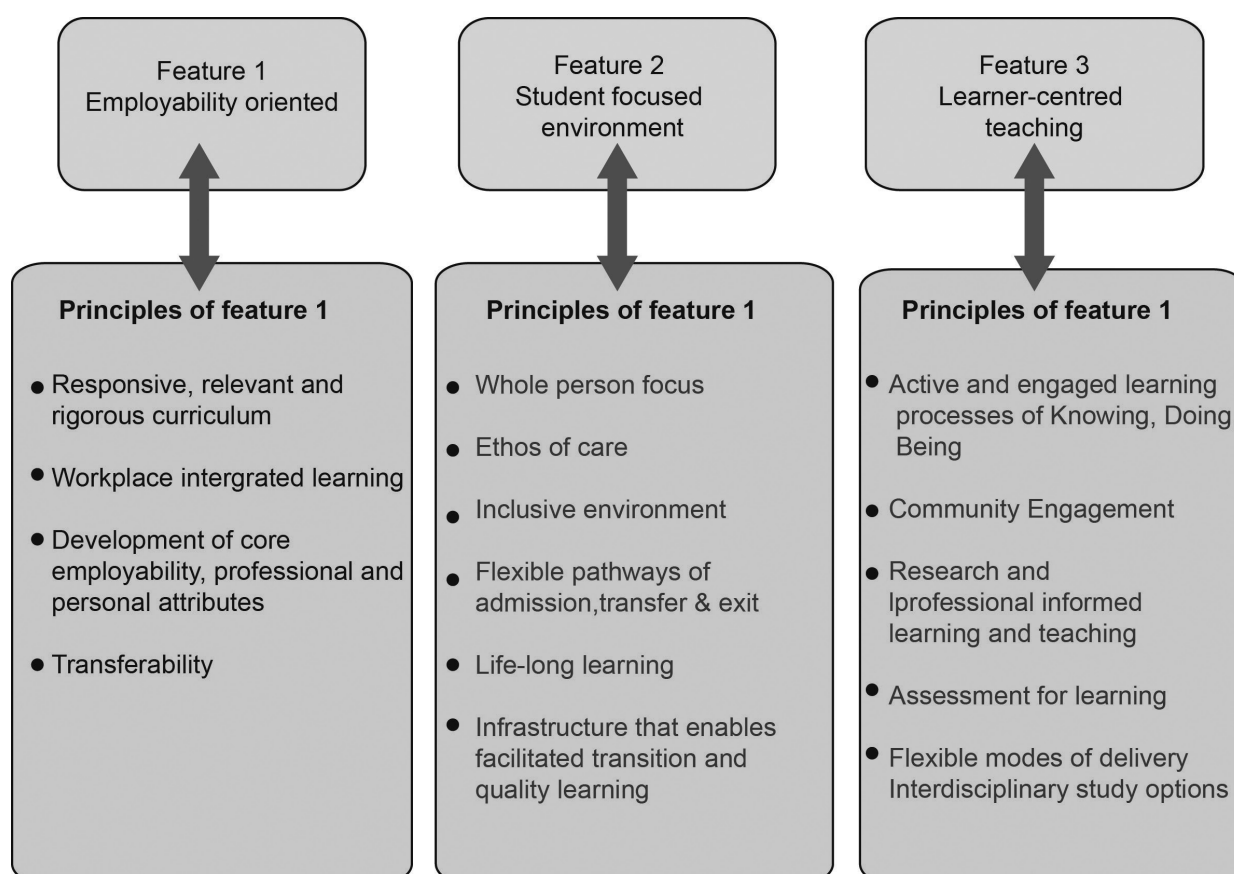 Feature 1
Employability oriented
Feature 2
Student focused
environment
Feature 3
Learner-centred
teaching
Principles of feature 1
● Responsive, relevant and
rigorous curriculum
● Workplace intergrated learning
● Development of core
employability, professional and
personal attributes
● Transferability
Principles of feature 1
● Whole person focus
● Ethos of care
● Inclusive environment
● Flexible pathways of
admission,transfer & exit
● Life-long learning
● Infrastructure that enables
facilitated transition and
quality learning
Principles of feature 1
● Active and engaged learning
processes of Knowing, Doing
Being
● Community Engagement
● Research and
lprofessional informed
learning and teaching
● Assessment for learning
● Flexible modes of delivery
Interdisciplinary study options